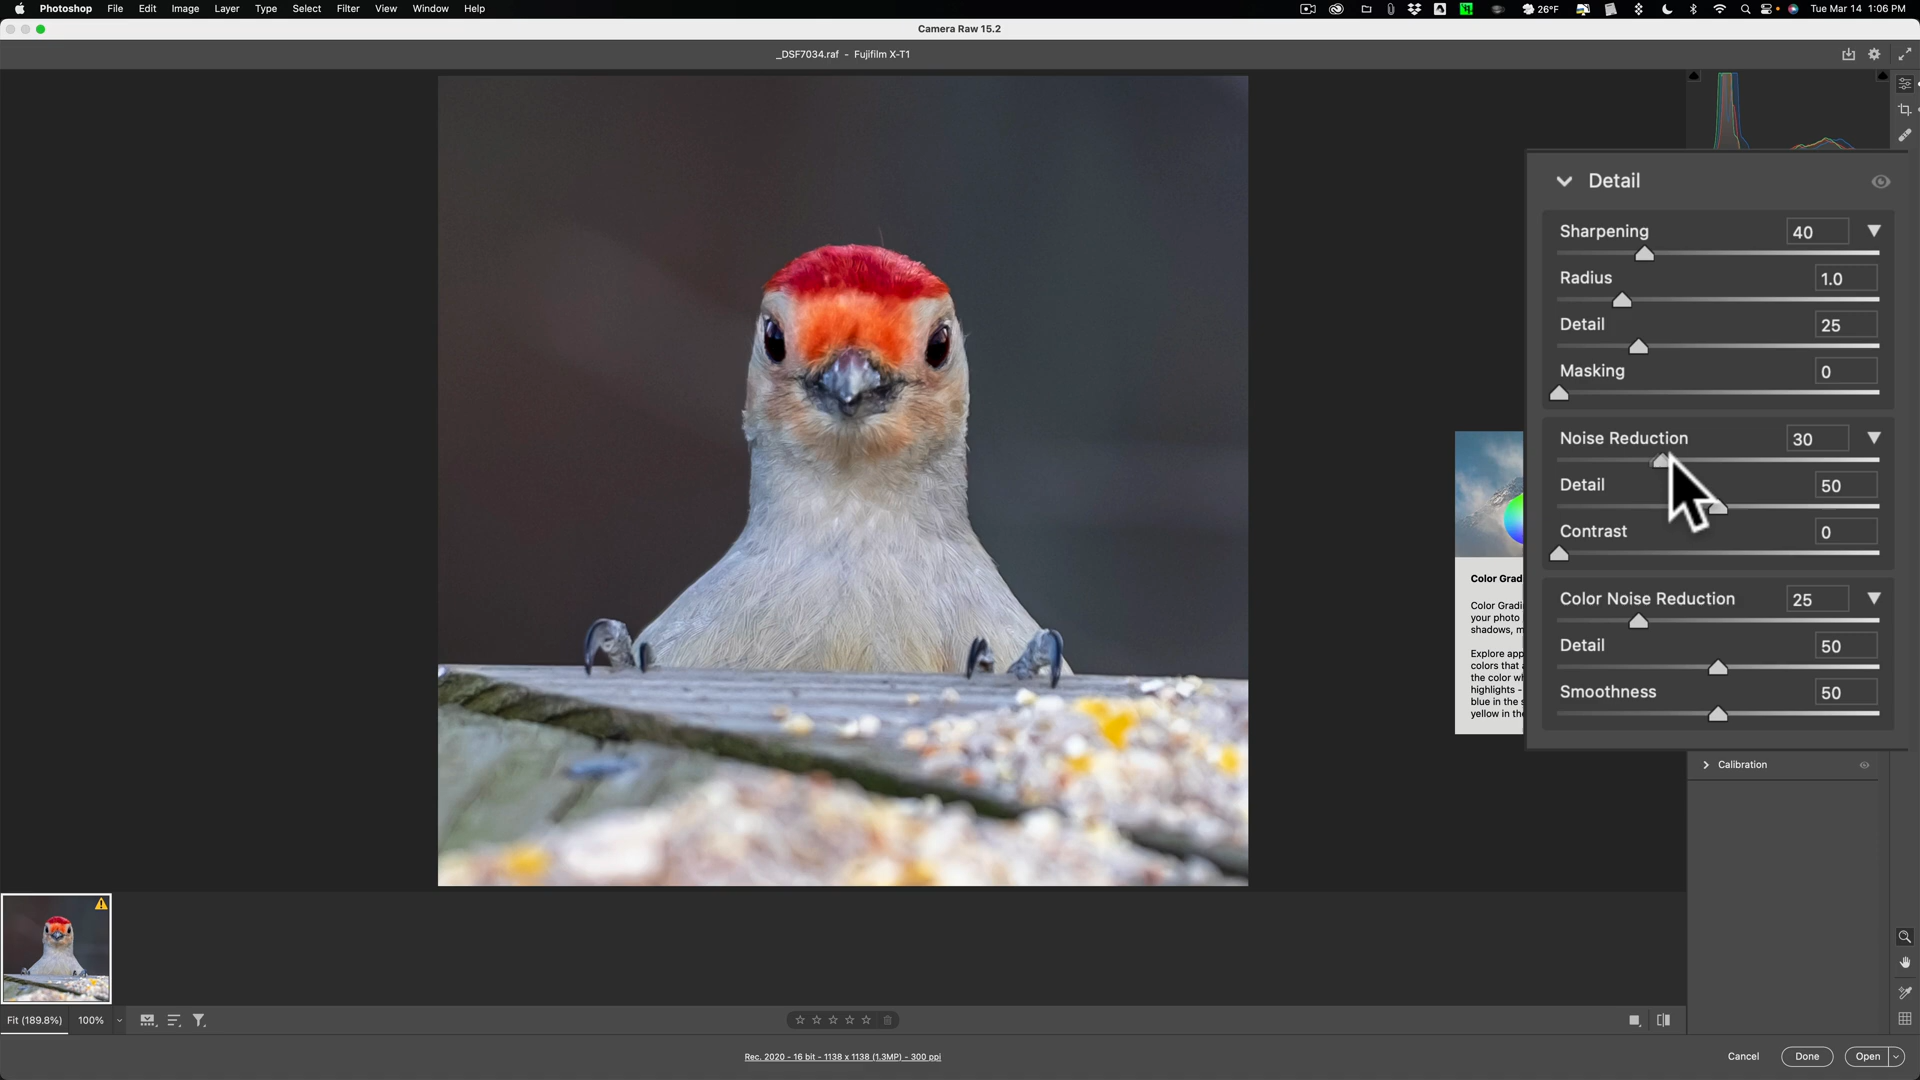 Photoshop File Edit Image Layer Type Select Filter View Window Help 26°F Tue Mar 14 1:06 PM
Camera Raw 15.2
_DSF7034.raf - Fujifilm X-T1
Detail
Sharpening 40
Radius 1.0
Detail 25
Masking 0
Noise Reduction 30
Detail 50
Contrast 0
Color Noise Reduction 25
Detail 50
Smoothness 50
Color Grad
Color Gradi
your photo
shadows, m
Explore app
colors that a
the color w
highlights -
blue in the s
yellow in the
Calibration
Fit (189.8%) 100%
Rec. 2020 - 16 bit - 1138 x 1138 (1.3MP) - 300 ppi
Cancel Done Open